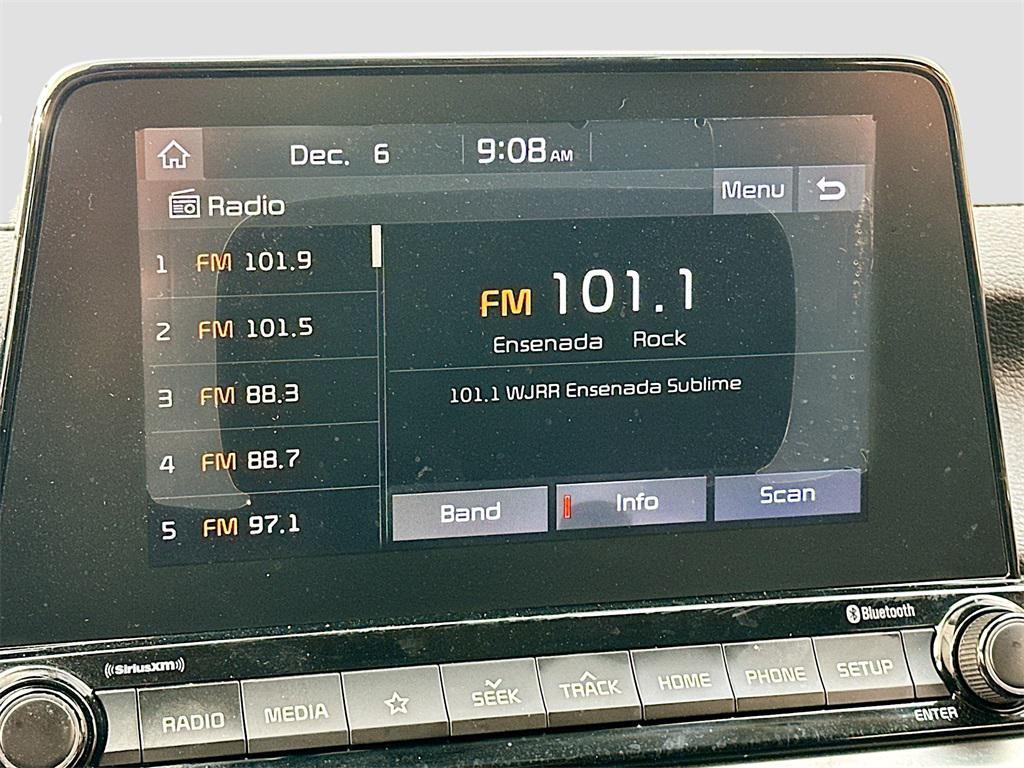 Dec. 6 9:08 AM
Radio Menu
1 FM 101.9
2 FM 101.5
3 FM 88.3
4 FM 88.7
5 FM 97.1
FM 101.1
Ensenada Rock
101.1 WJRR Ensenada Sublime
Band Info Scan
Bluetooth
((SiriusXM))
RADIO MEDIA SEEK TRACK HOME PHONE SETUP
ENTER